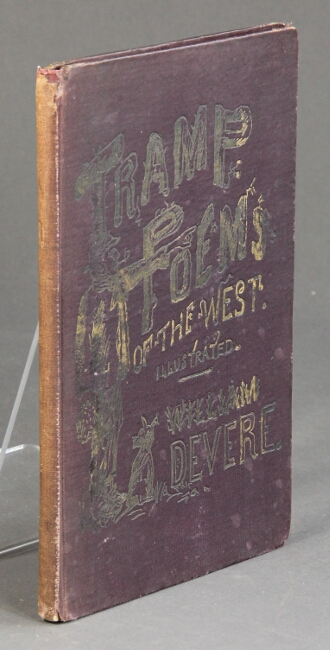 TRAMP
POEMS
OF·THE·WEST.
ILLUSTRATED.
WILLIAM
DEVERE.